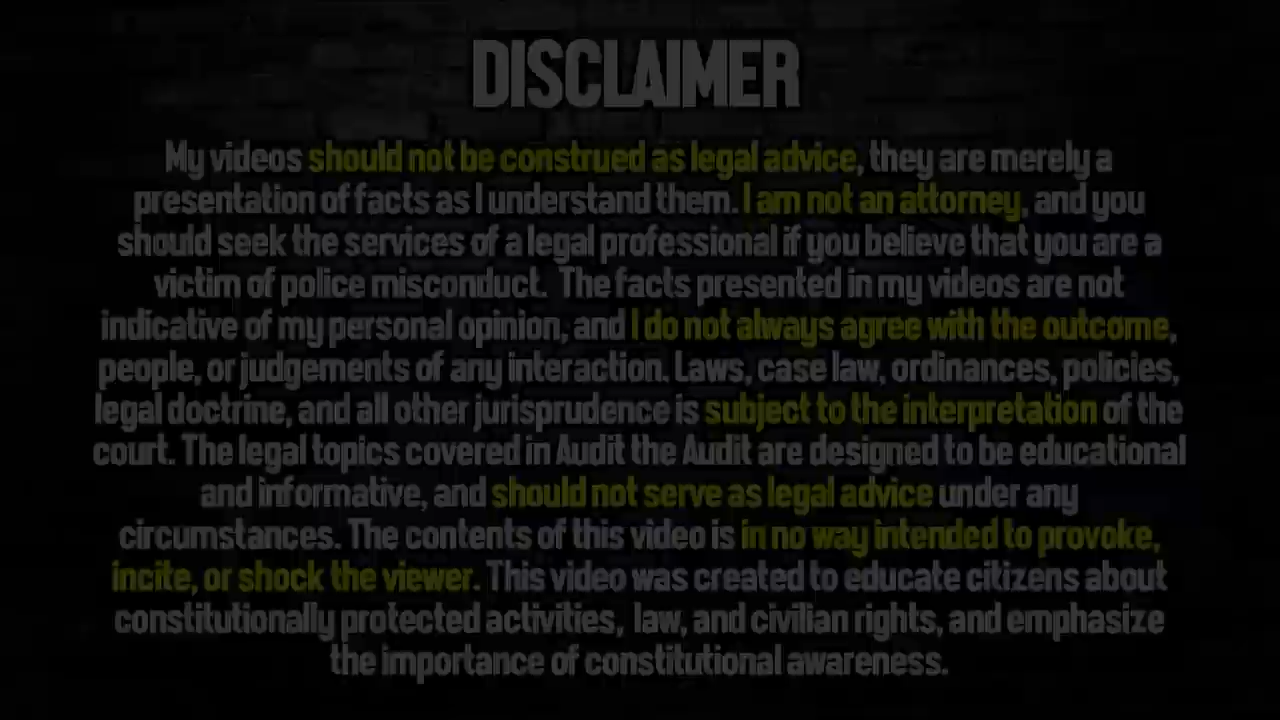 DISCLAIMER
My videos should not be construed as legal advice, they are merely a
presentation of facts as I understand them. I am not an attorney, and you
should seek the services of a legal professional if you believe that you are a
victim of police misconduct. The facts presented in my videos are not
indicative of my personal opinion, and I do not always agree with the outcome,
people, or judgements of any interaction. Laws, case law, ordinances, policies,
legal doctrine, and all other jurisprudence is subject to the interpretation of the
court. The legal topics covered in Audit the Audit are designed to be educational
and informative, and should not serve as legal advice under any
circumstances. The contents of this video is in no way intended to provoke,
incite, or shock the viewer. This video was created to educate citizens about
constitutionally protected activities, law, and civilian rights, and emphasize
the importance of constitutional awareness.